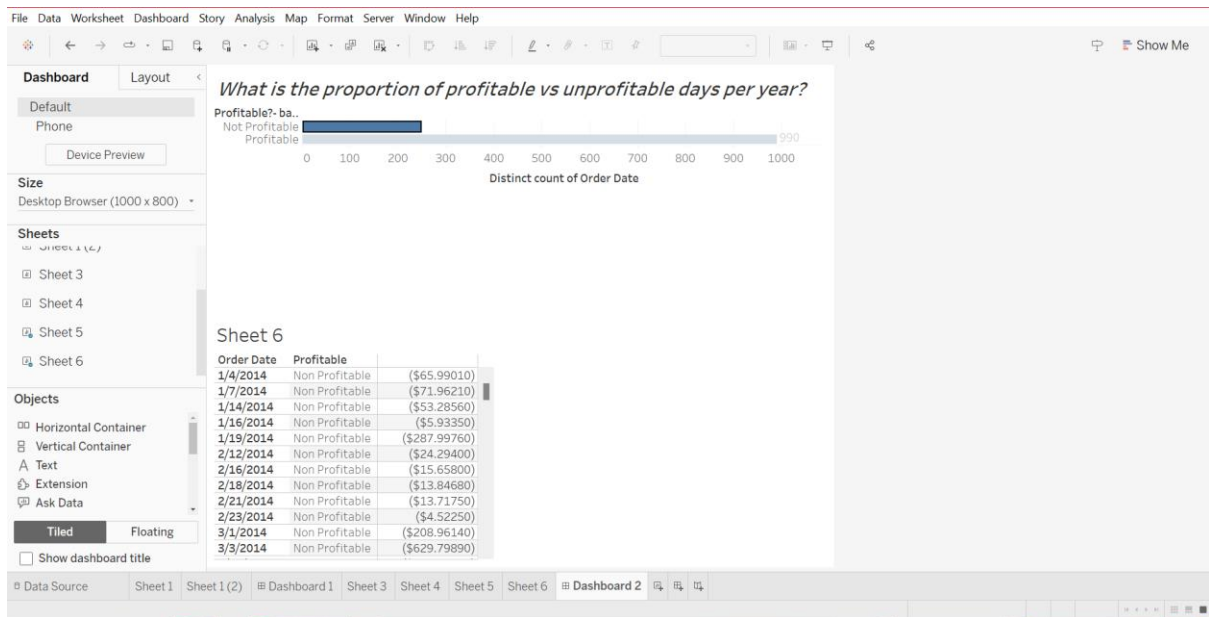 File Data Worksheet Dashboard Story Analysis Map Format Server Window Help
Show Me
Dashboard Layout
Default
Phone
Device Preview
Size
Desktop Browser (1000 x 800)
Sheets
Sheet 1 (2)
Sheet 3
Sheet 4
Sheet 5
Sheet 6
Objects
Horizontal Container
Vertical Container
A Text
Extension
Ask Data
Tiled Floating
Show dashboard title
What is the proportion of profitable vs unprofitable days per year?
Profitable?- ba..
Not Profitable
Profitable 990
0 100 200 300 400 500 600 700 800 900 1000
Distinct count of Order Date
Sheet 6
Order Date Profitable
1/4/2014 Non Profitable ($65.99010)
1/7/2014 Non Profitable ($71.96210)
1/14/2014 Non Profitable ($53.28560)
1/16/2014 Non Profitable ($5.93350)
1/19/2014 Non Profitable ($287.99760)
2/12/2014 Non Profitable ($24.29400)
2/16/2014 Non Profitable ($15.65800)
2/18/2014 Non Profitable ($13.84680)
2/21/2014 Non Profitable ($13.71750)
2/23/2014 Non Profitable ($4.52250)
3/1/2014 Non Profitable ($208.96140)
3/3/2014 Non Profitable ($629.79890)
Data Source Sheet 1 Sheet 1 (2) Dashboard 1 Sheet 3 Sheet 4 Sheet 5 Sheet 6 Dashboard 2